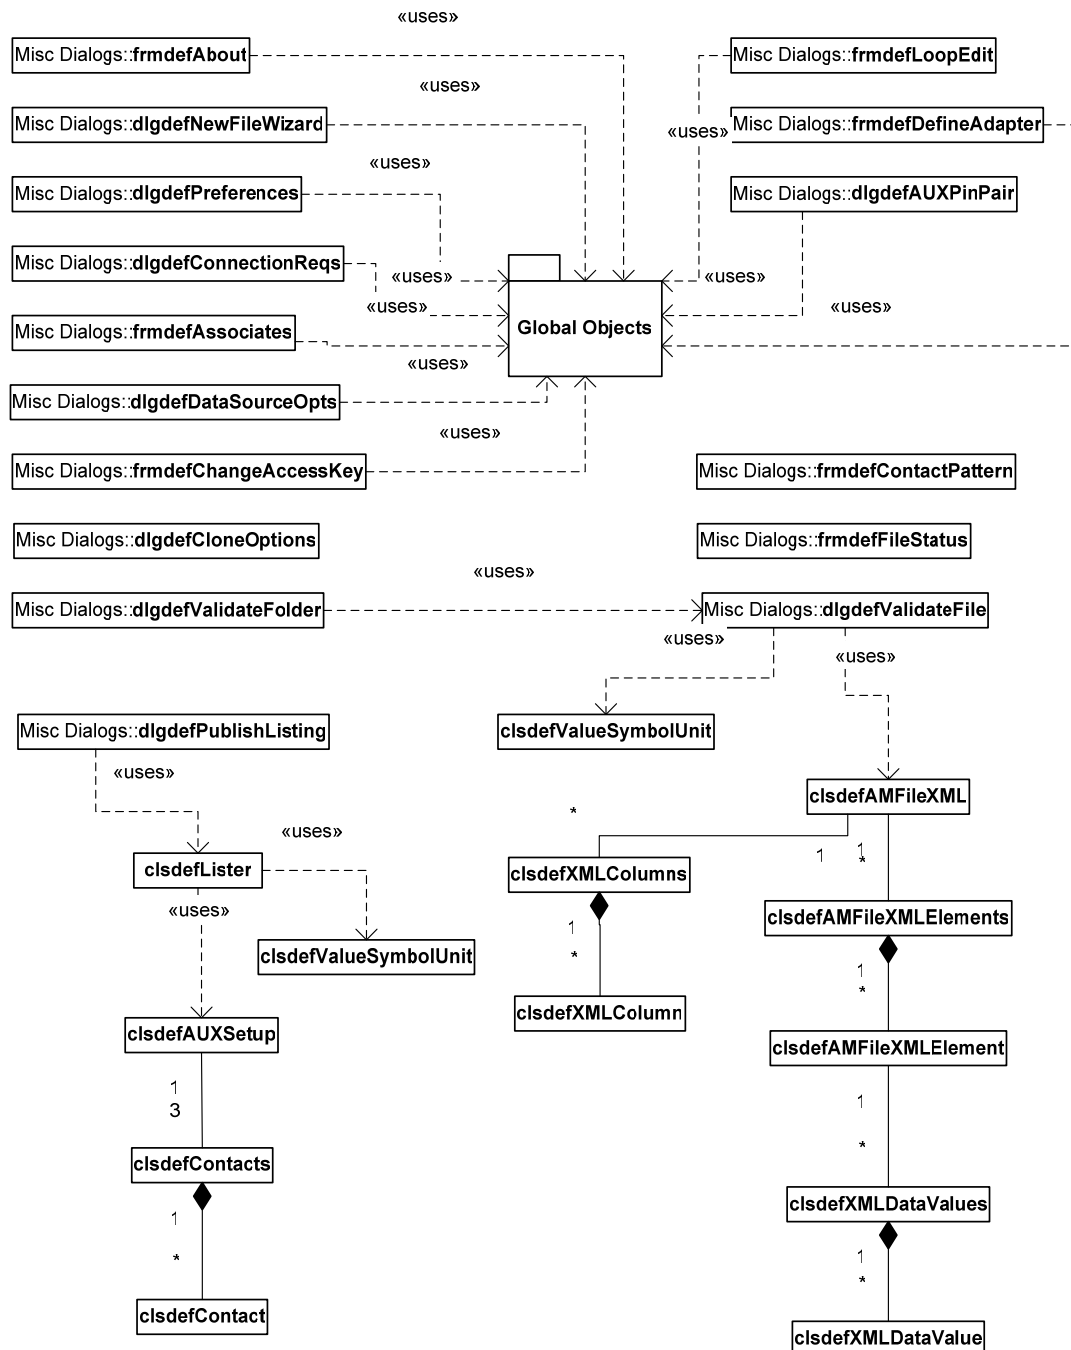 «uses»
Misc Dialogs::frmdefAbout
Misc Dialogs::frmdefLoopEdit
«uses»
Misc Dialogs::dlgdefNewFileWizard
«uses»
Misc Dialogs::frmdefDefineAdapter
«uses»
Misc Dialogs::dlgdefPreferences
Misc Dialogs::dlgdefAUXPinPair
Misc Dialogs::dlgdefConnectionReqs
«uses»
«uses»
«uses»
«uses»
Misc Dialogs::frmdefAssociates
Global Objects
«uses»
Misc Dialogs::dlgdefDataSourceOpts
«uses»
Misc Dialogs::frmdefChangeAccessKey
Misc Dialogs::frmdefContactPattern
Misc Dialogs::dlgdefCloneOptions
Misc Dialogs::frmdefFileStatus
«uses»
Misc Dialogs::dlgdefValidateFolder
Misc Dialogs::dlgdefValidateFile
«uses»
«uses»
Misc Dialogs::dlgdefPublishListing
clsdefValueSymbolUnit
«uses»
clsdefAMFileXML
*
«uses»
1
1
*
clsdefLister
clsdefXMLColumns
«uses»
clsdefAMFileXMLElements
1
*
clsdefValueSymbolUnit
1
*
clsdefXMLColumn
clsdefAUXSetup
clsdefAMFileXMLElement
1
3
1
*
clsdefContacts
clsdefXMLDataValues
1
*
1
*
clsdefContact
clsdefXMLDataValue